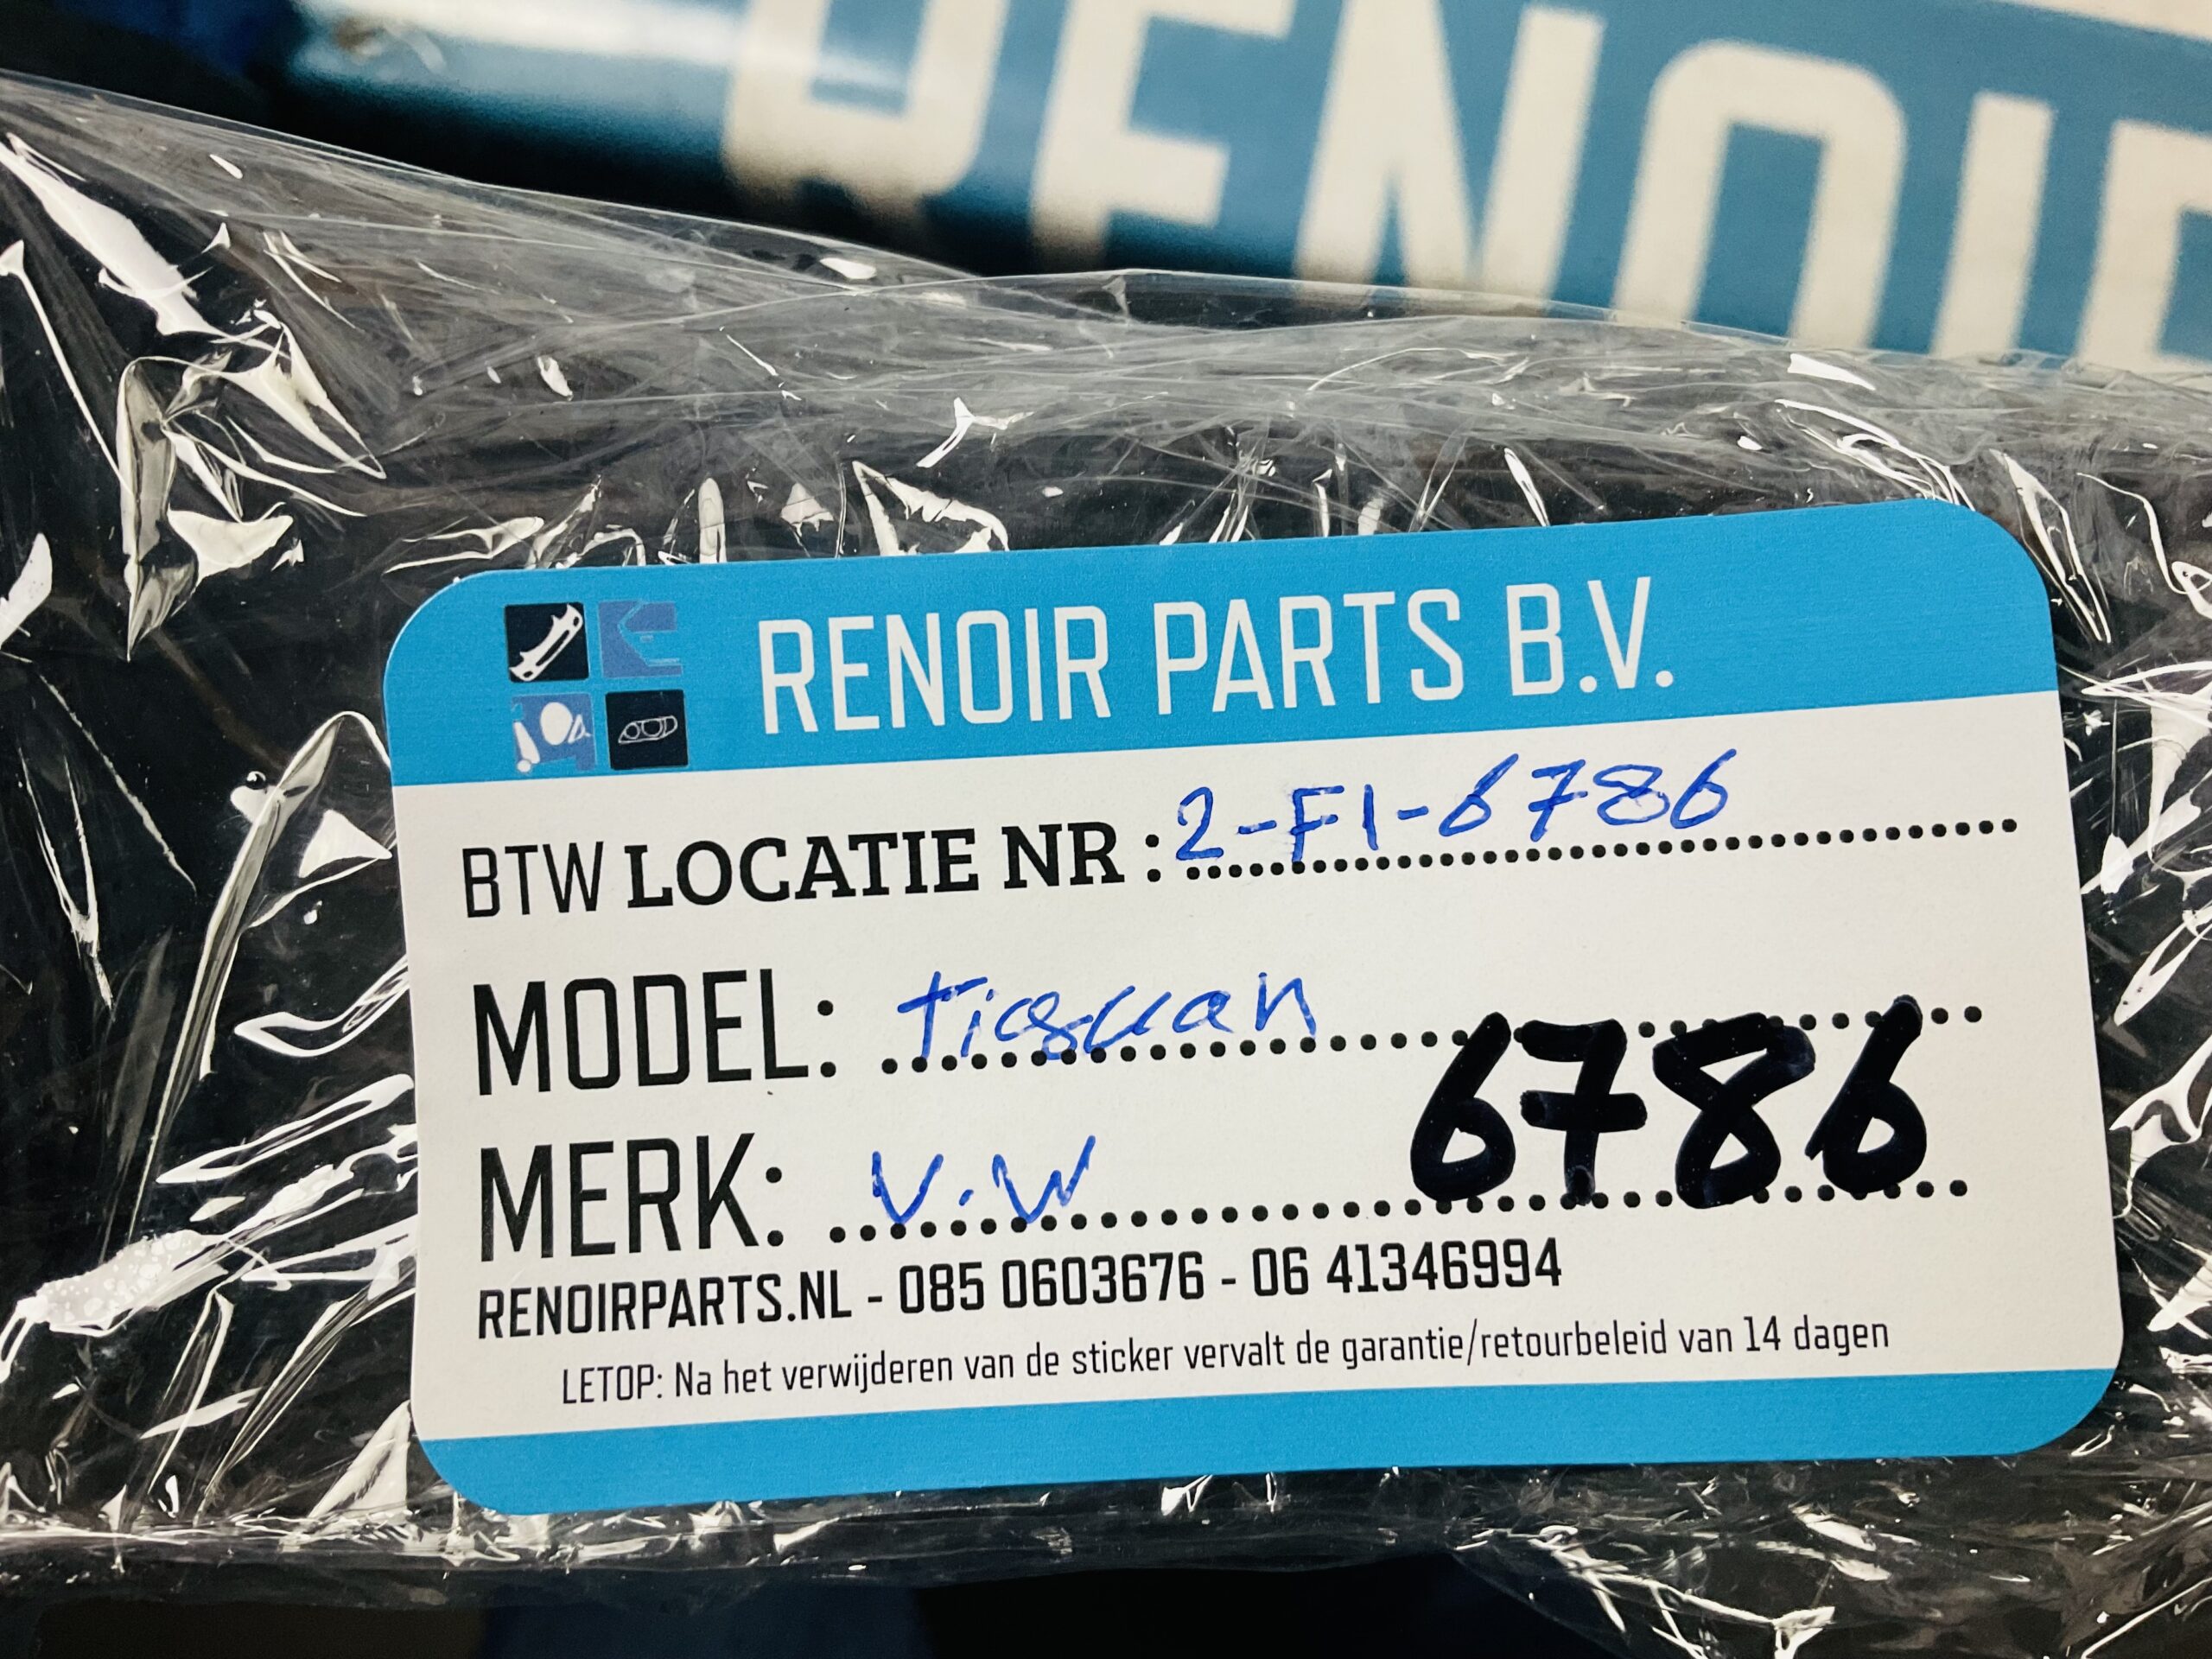 RENOIR
RENOIR PARTS B.V.
BTW LOCATIE NR : 2-F1-6786
MODEL: Tiguan
MERK: V.W
6786
RENOIRPARTS.NL - 085 0603676 - 06 41346994
LETOP: Na het verwijderen van de sticker vervalt de garantie/retourbeleid van 14 dagen